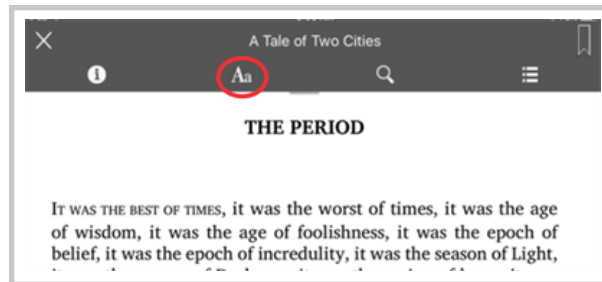 A Tale of Two Cities
Aa
THE PERIOD
IT WAS THE BEST OF TIMES, it was the worst of times, it was the age
of wisdom, it was the age of foolishness, it was the epoch of
belief, it was the epoch of incredulity, it was the season of Light,